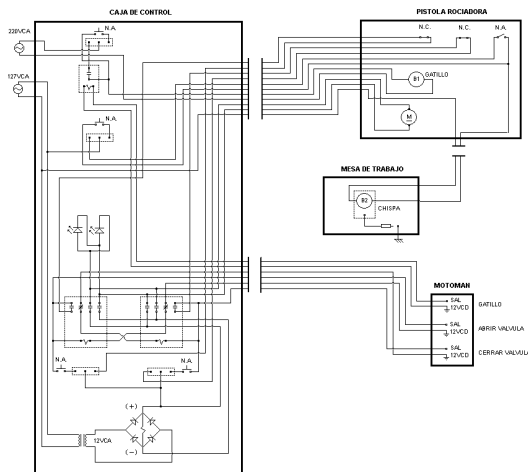 CAJA DE CONTROL
PISTOLA ROCIADORA
220VCA
N.A.
N.C.
N.C.
N.A.
127VCA
GATILLO
B1
N.A.
M
MESA DE TRABAJO
B2
CHISPA
MOTOMAN
SAL
12VCD
GATILLO
SAL
12VCD
ABRIR VALVULA
SAL
12VCD
CERRAR VALVULA
N.A.
N.A.
(+)
12VCA
(−)